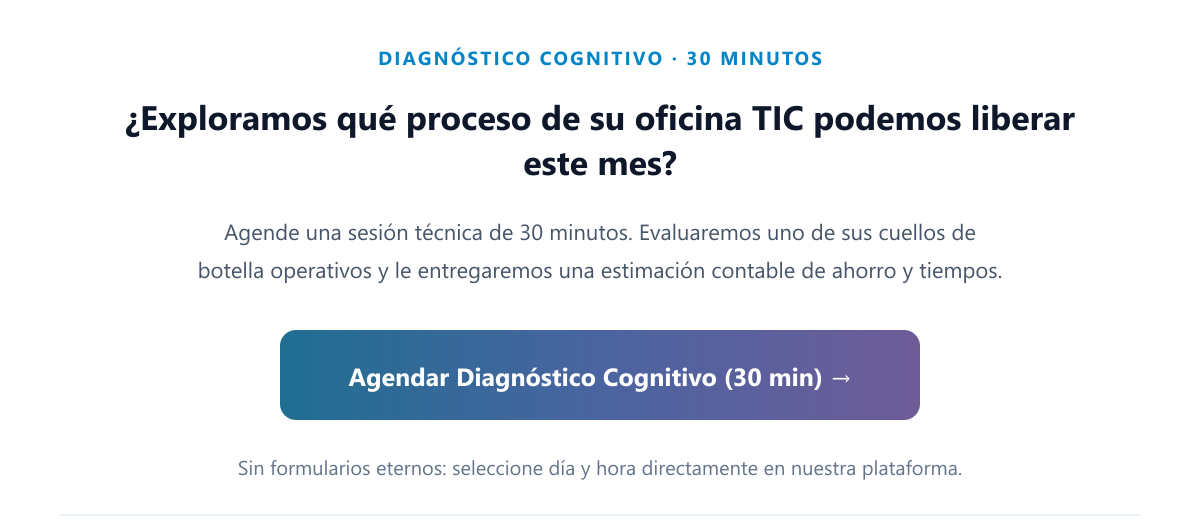 DIAGNÓSTICO COGNITIVO · 30 MINUTOS
¿Exploramos qué proceso de su oficina TIC podemos liberar
este mes?
Agende una sesión técnica de 30 minutos. Evaluaremos uno de sus cuellos de
botella operativos y le entregaremos una estimación contable de ahorro y tiempos.
Agendar Diagnóstico Cognitivo (30 min) →
Sin formularios eternos: seleccione día y hora directamente en nuestra plataforma.